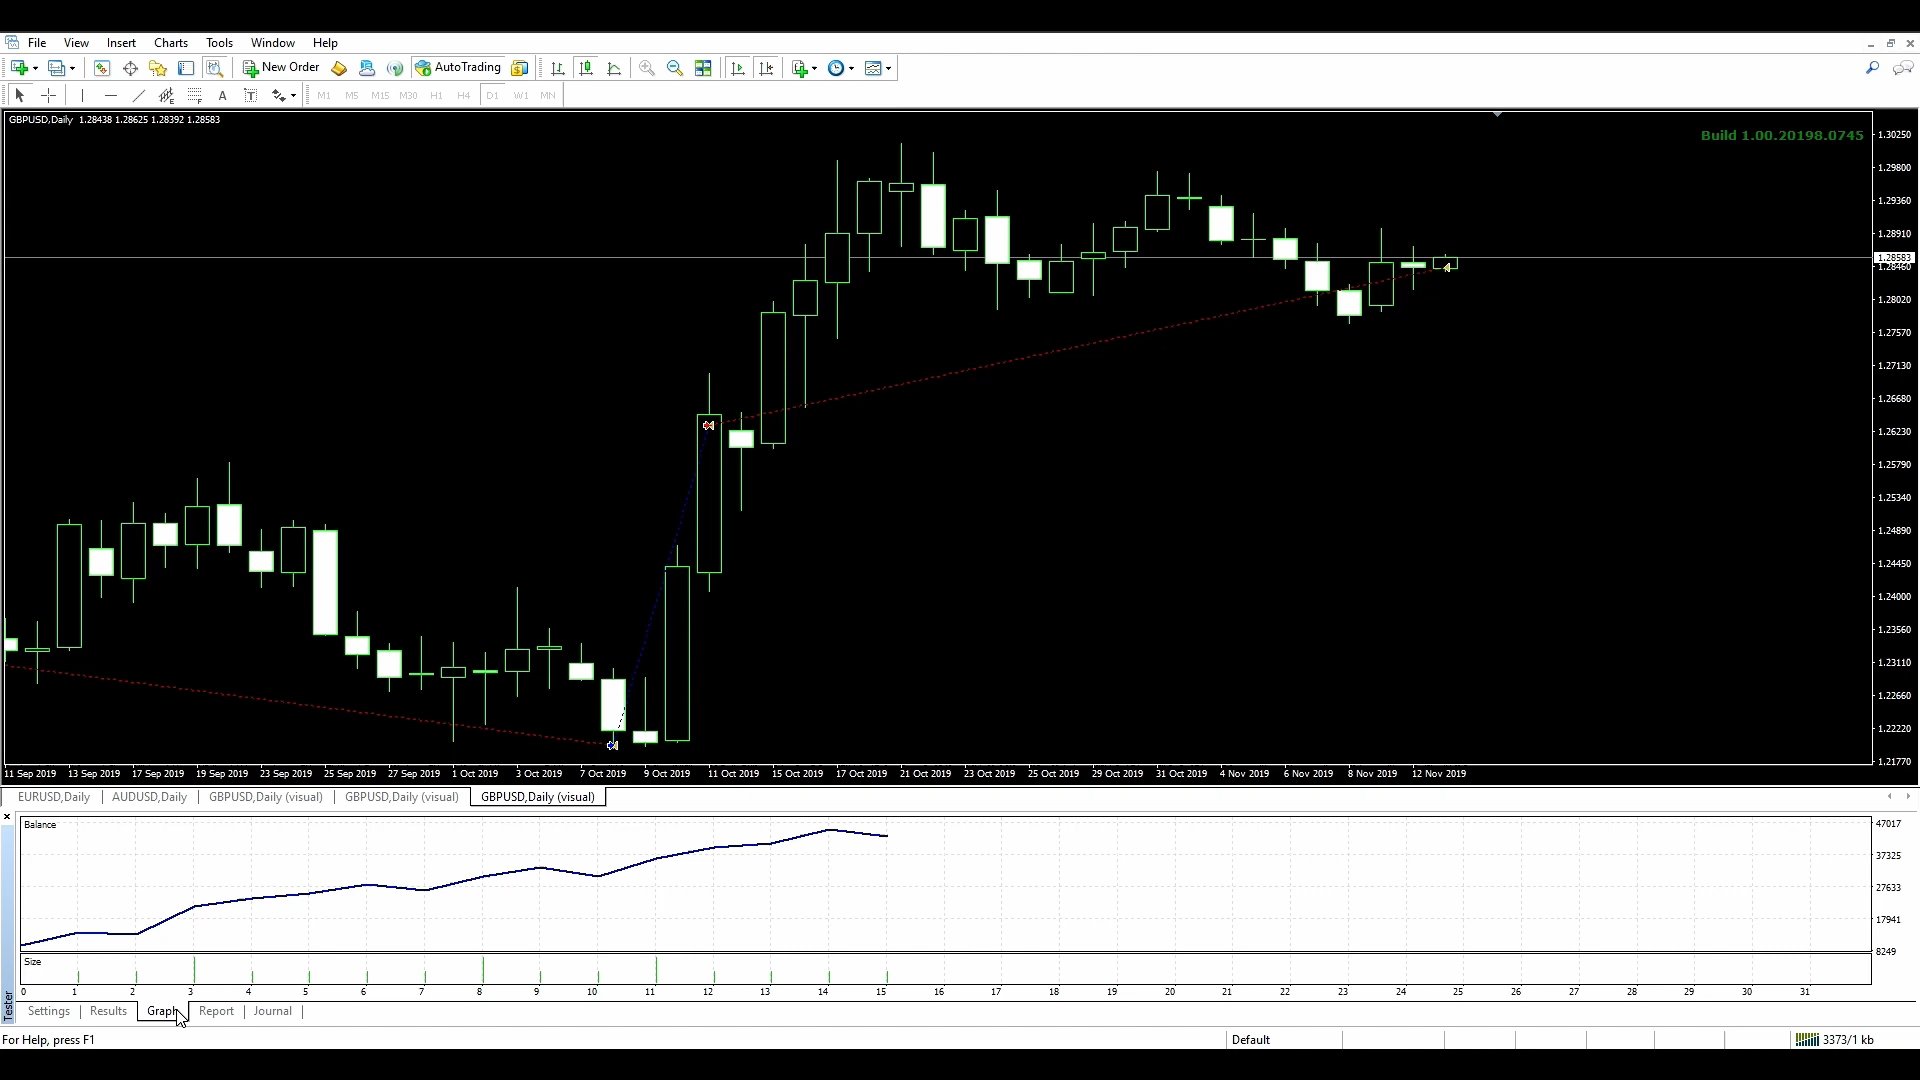 File View Insert Charts Tools Window Help
New Order AutoTrading
A T M1 M5 M15 M30 H1 H4 D1 W1 MN
GBPUSD,Daily 1.28438 1.28625 1.28392 1.28583
Build 1.00.20198.0745
1.30250
1.29800
1.29360
1.28910
1.28583
1.28460
1.28020
1.27570
1.27130
1.26680
1.26230
1.25790
1.25340
1.24890
1.24450
1.24000
1.23560
1.23110
1.22660
1.22220
1.21770
11 Sep 2019 13 Sep 2019 17 Sep 2019 19 Sep 2019 23 Sep 2019 25 Sep 2019 27 Sep 2019 1 Oct 2019 3 Oct 2019 7 Oct 2019 9 Oct 2019 11 Oct 2019 15 Oct 2019 17 Oct 2019 21 Oct 2019 23 Oct 2019 25 Oct 2019 29 Oct 2019 31 Oct 2019 4 Nov 2019 6 Nov 2019 8 Nov 2019 12 Nov 2019
EURUSD,Daily AUDUSD,Daily GBPUSD,Daily (visual) GBPUSD,Daily (visual) GBPUSD,Daily (visual)
Balance
47017
37325
27633
17941
8249
Size
0 1 2 3 4 5 6 7 8 9 10 11 12 13 14 15 16 17 18 19 20 21 22 23 24 25 26 27 28 29 30 31
Tester
Settings Results Graph Report Journal
For Help, press F1 Default 3373/1 kb